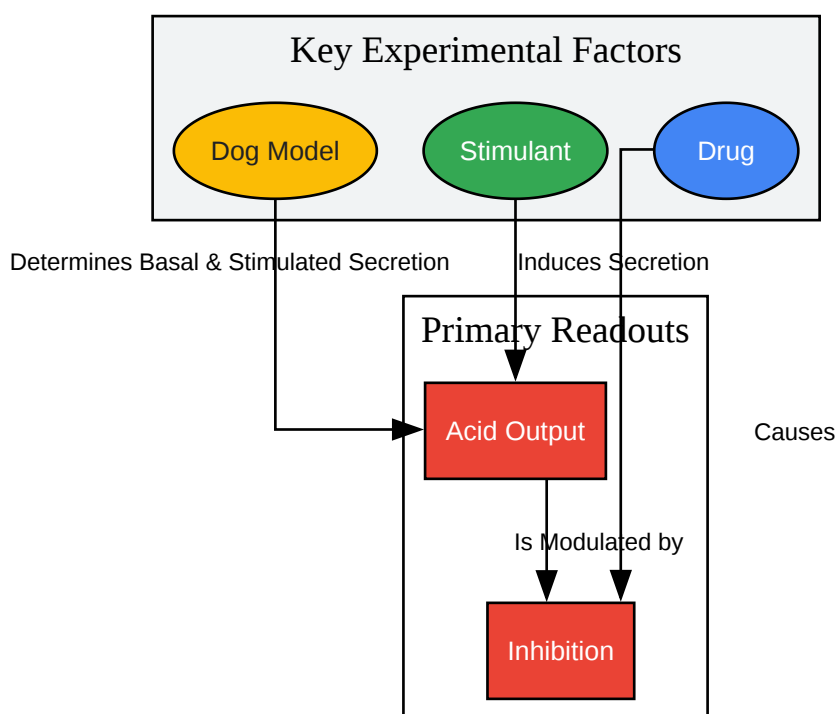 Key Experimental Factors
Dog Model
Stimulant
Drug
Determines Basal & Stimulated Secretion
Induces Secretion
Primary Readouts
Acid Output
Causes
Is Modulated by
Inhibition